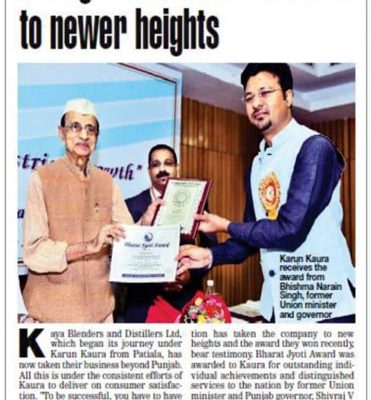 to newer heights
Bharat Jyoti Award
Karun Kaura
receives the
award from
Bhishma Narain
Singh, former
Union minister
and governor
Kaya Blenders and Distillers Ltd,
which began its journey under
Karun Kaura from Patiala, has
now taken their business beyond Punjab.
All this is under the consistent efforts of
Kaura to deliver on consumer satisfac-
tion. "To be successful, you have to have
tion has taken the company to new
heights and the award they won recently,
bear testimony. Bharat Jyoti Award was
awarded to Kaura for outstanding indi-
vidual achievements and distinguished
services to the nation by former Union
minister and Punjab governor, Shivraj V